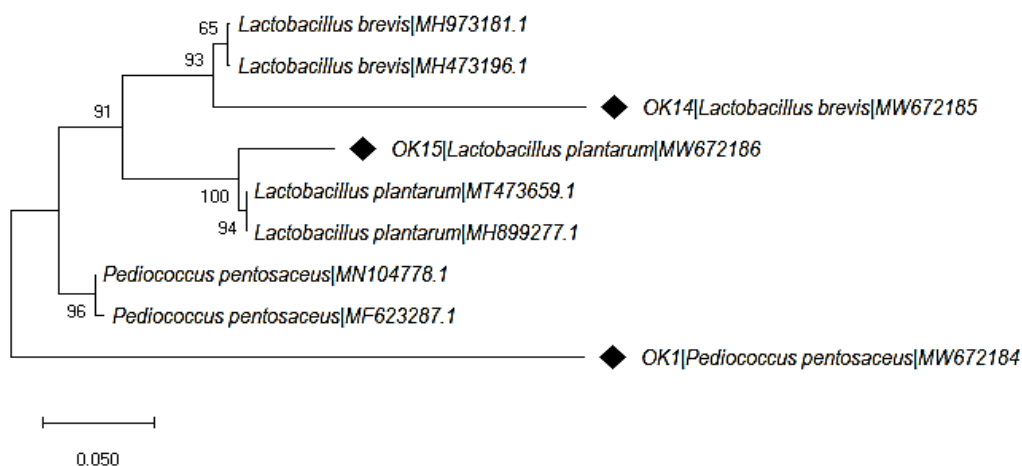 65
Lactobacillus brevis|MH973181.1
93
Lactobacillus brevis|MH473196.1
91
OK14|Lactobacillus brevis|MW672185
OK15|Lactobacillus plantarum|MW672186
100
Lactobacillus plantarum|MT473659.1
94
Lactobacillus plantarum|MH899277.1
Pediococcus pentosaceus|MN104778.1
96
Pediococcus pentosaceus|MF623287.1
OK1|Pediococcus pentosaceus|MW672184
0.050